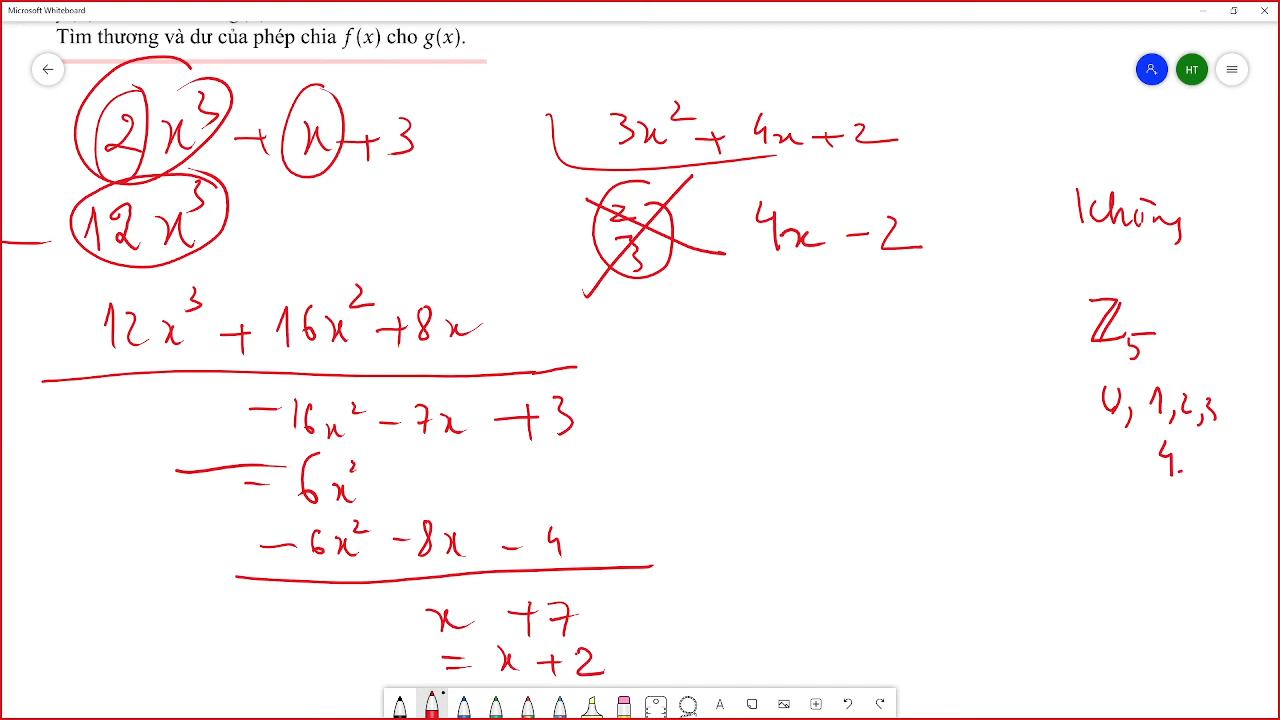 Microsoft Whiteboard
Tìm thương và dư của phép chia f(x) cho g(x).
HT
2x³ + x + 3
3x² + 4x + 2
12x³
2/3
4x - 2
không
12x³ + 16x² + 8x
ℤ₅
-16x² - 7x + 3
0, 1, 2, 3
4.
= 6x²
-6x² - 8x - 4
x + 7
= x + 2
A